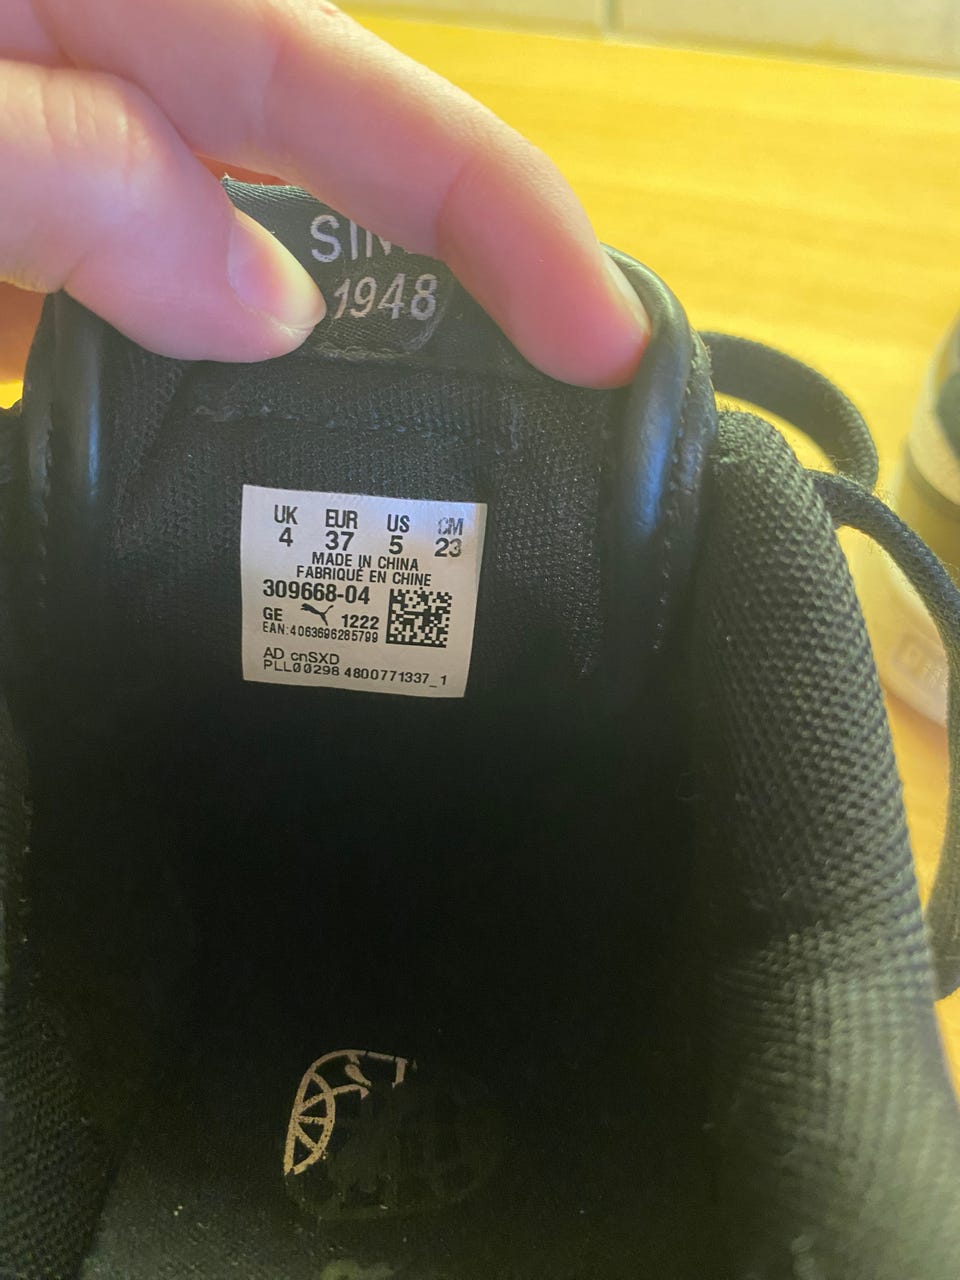 SIN
1948
UK EUR US CM
4 37 5 23
MADE IN CHINA
FABRIQUÉ EN CHINE
309668-04
GE 1222
EAN:4063696285799
AD cnSXD
PLL00298 4800771337_1